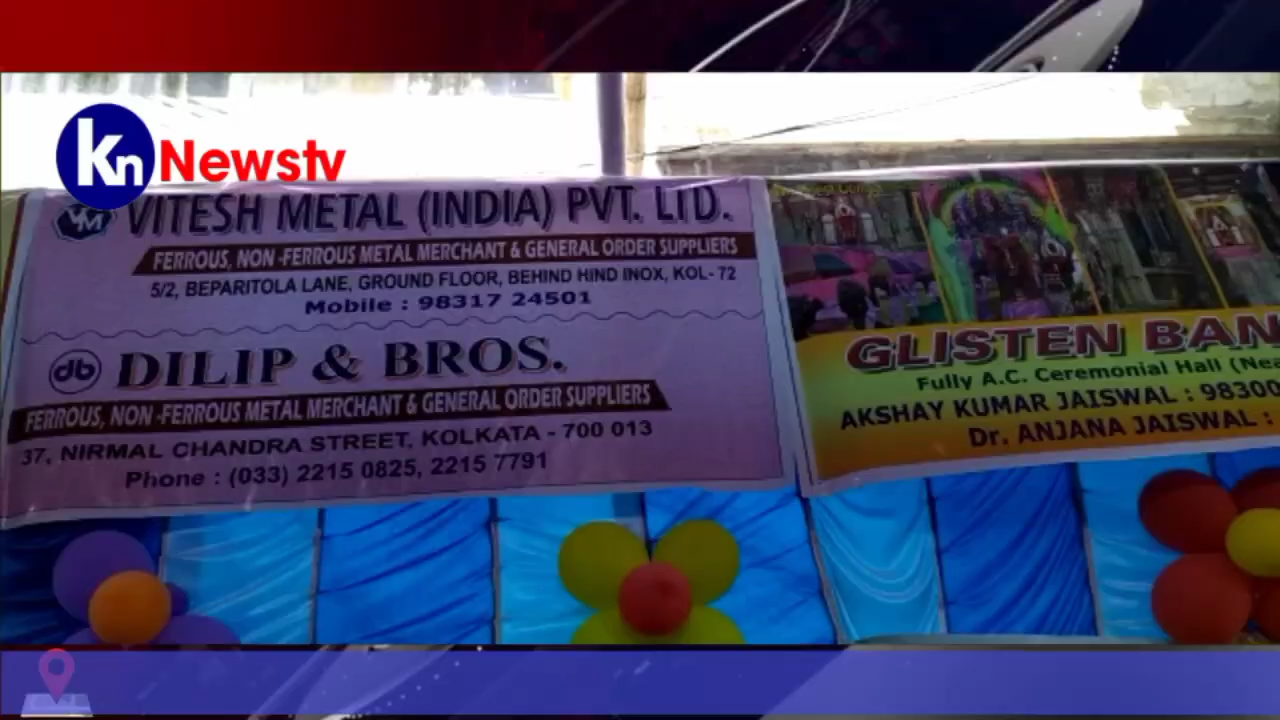 kn Newstv
VM VITESH METAL (INDIA) PVT. LTD.
FERROUS, NON -FERROUS METAL MERCHANT & GENERAL ORDER SUPPLIERS
5/2, BEPARITOLA LANE, GROUND FLOOR, BEHIND HIND INOX, KOL- 72
Mobile : 98317 24501
db DILIP & BROS.
FERROUS, NON -FERROUS METAL MERCHANT & GENERAL ORDER SUPPLIERS
37, NIRMAL CHANDRA STREET, KOLKATA - 700 013
Phone : (033) 2215 0825, 2215 7791
GLISTEN BAN
Fully A.C. Ceremonial Hall (Nea
AKSHAY KUMAR JAISWAL : 98300
Dr. ANJANA JAISWAL :